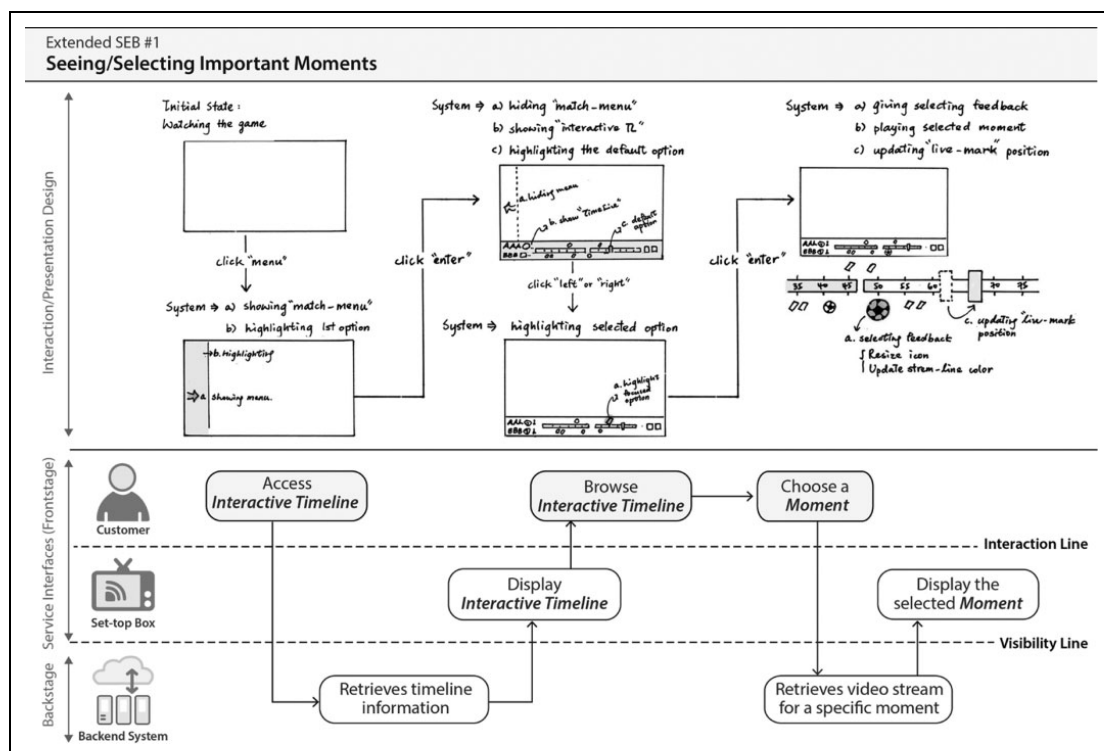 Extended SEB #1
Seeing/Selecting Important Moments
Interaction/Presentation Design
Initial State:
Watching the game
click "menu"
System ⇒ a) showing "match-menu"
b) highlighting 1st option
b. Highlighting
a. Showing menu.
click "enter"
System ⇒ a) hiding "match-menu"
b) showing "interactive TL"
c) highlighting the default option
a. hiding menu
b. show "TimeLine"
c. default
option
AAA
BBB
click "left" or "right"
System ⇒ highlighting selected option
a. highlight
focused
option
AAA
BBB
click "enter"
System ⇒ a) giving selecting feedback
b) playing selected moment
c) updating "live-mark" position
35 40 45 50 55 60 70 75
a. selecting feedback
Resize icon
Update strem-line color
c. updating "live-mark
position
Service Interfaces (Frontstage)
Customer
Access
Interactive Timeline
Browse
Interactive Timeline
Choose a
Moment
Interaction Line
Set-top Box
Display
Interactive Timeline
Display the
selected Moment
Visibility Line
Backstage
Backend System
Retrieves timeline
information
Retrieves video stream
for a specific moment